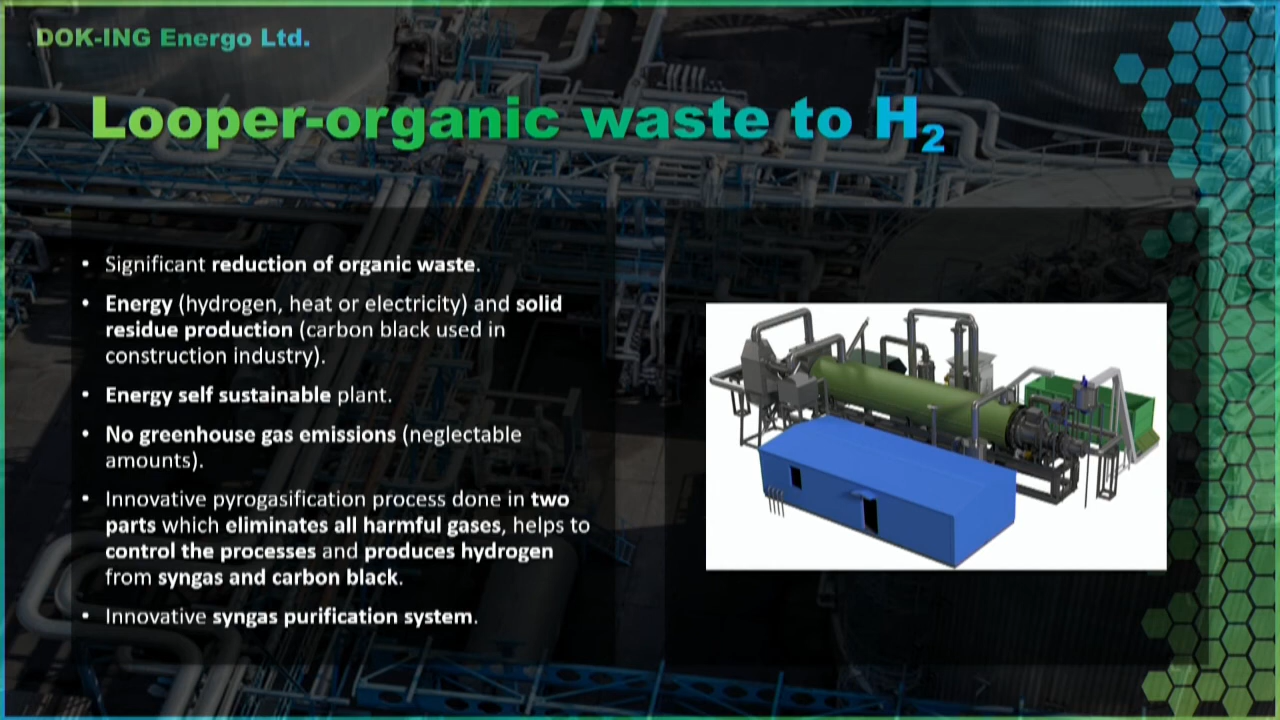 DOK-ING Energo Ltd.
Looper-organic waste to H₂
• Significant reduction of organic waste.
• Energy (hydrogen, heat or electricity) and solid
residue production (carbon black used in
construction industry).
• Energy self sustainable plant.
• No greenhouse gas emissions (neglectable
amounts).
• Innovative pyrogasification process done in two
parts which eliminates all harmful gases, helps to
control the processes and produces hydrogen
from syngas and carbon black.
• Innovative syngas purification system.